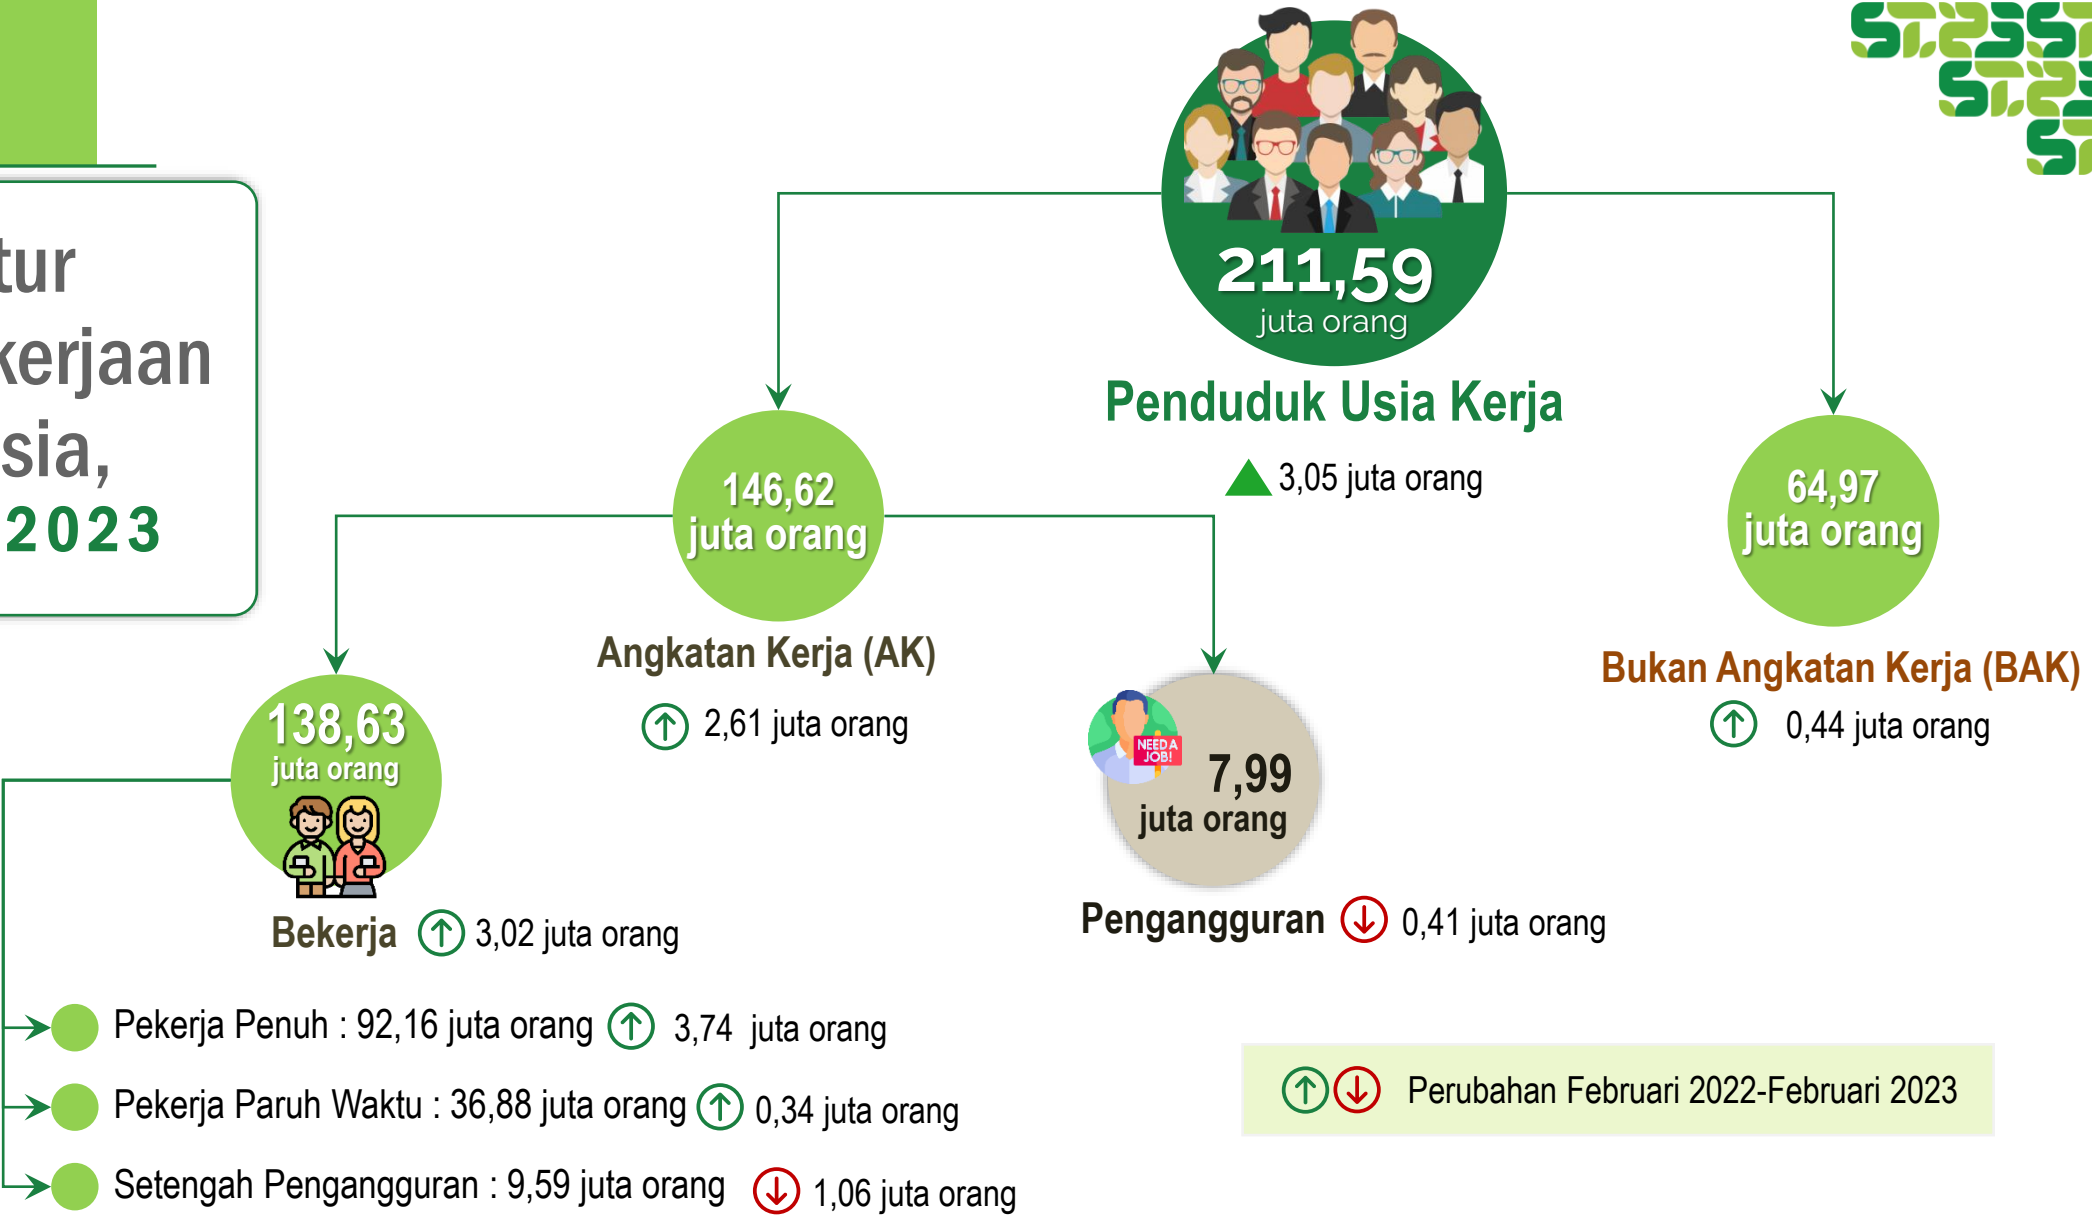 tur
kerjaan
sia,
2023
211,59
juta orang
Penduduk Usia Kerja
3,05 juta orang
146,62
juta orang
Angkatan Kerja (AK)
2,61 juta orang
64,97
juta orang
Bukan Angkatan Kerja (BAK)
0,44 juta orang
138,63
juta orang
Bekerja
3,02 juta orang
NEED A
JOB!
7,99
juta orang
Pengangguran
0,41 juta orang
Pekerja Penuh : 92,16 juta orang 3,74 juta orang
Pekerja Paruh Waktu : 36,88 juta orang 0,34 juta orang
Setengah Pengangguran : 9,59 juta orang 1,06 juta orang
Perubahan Februari 2022-Februari 2023